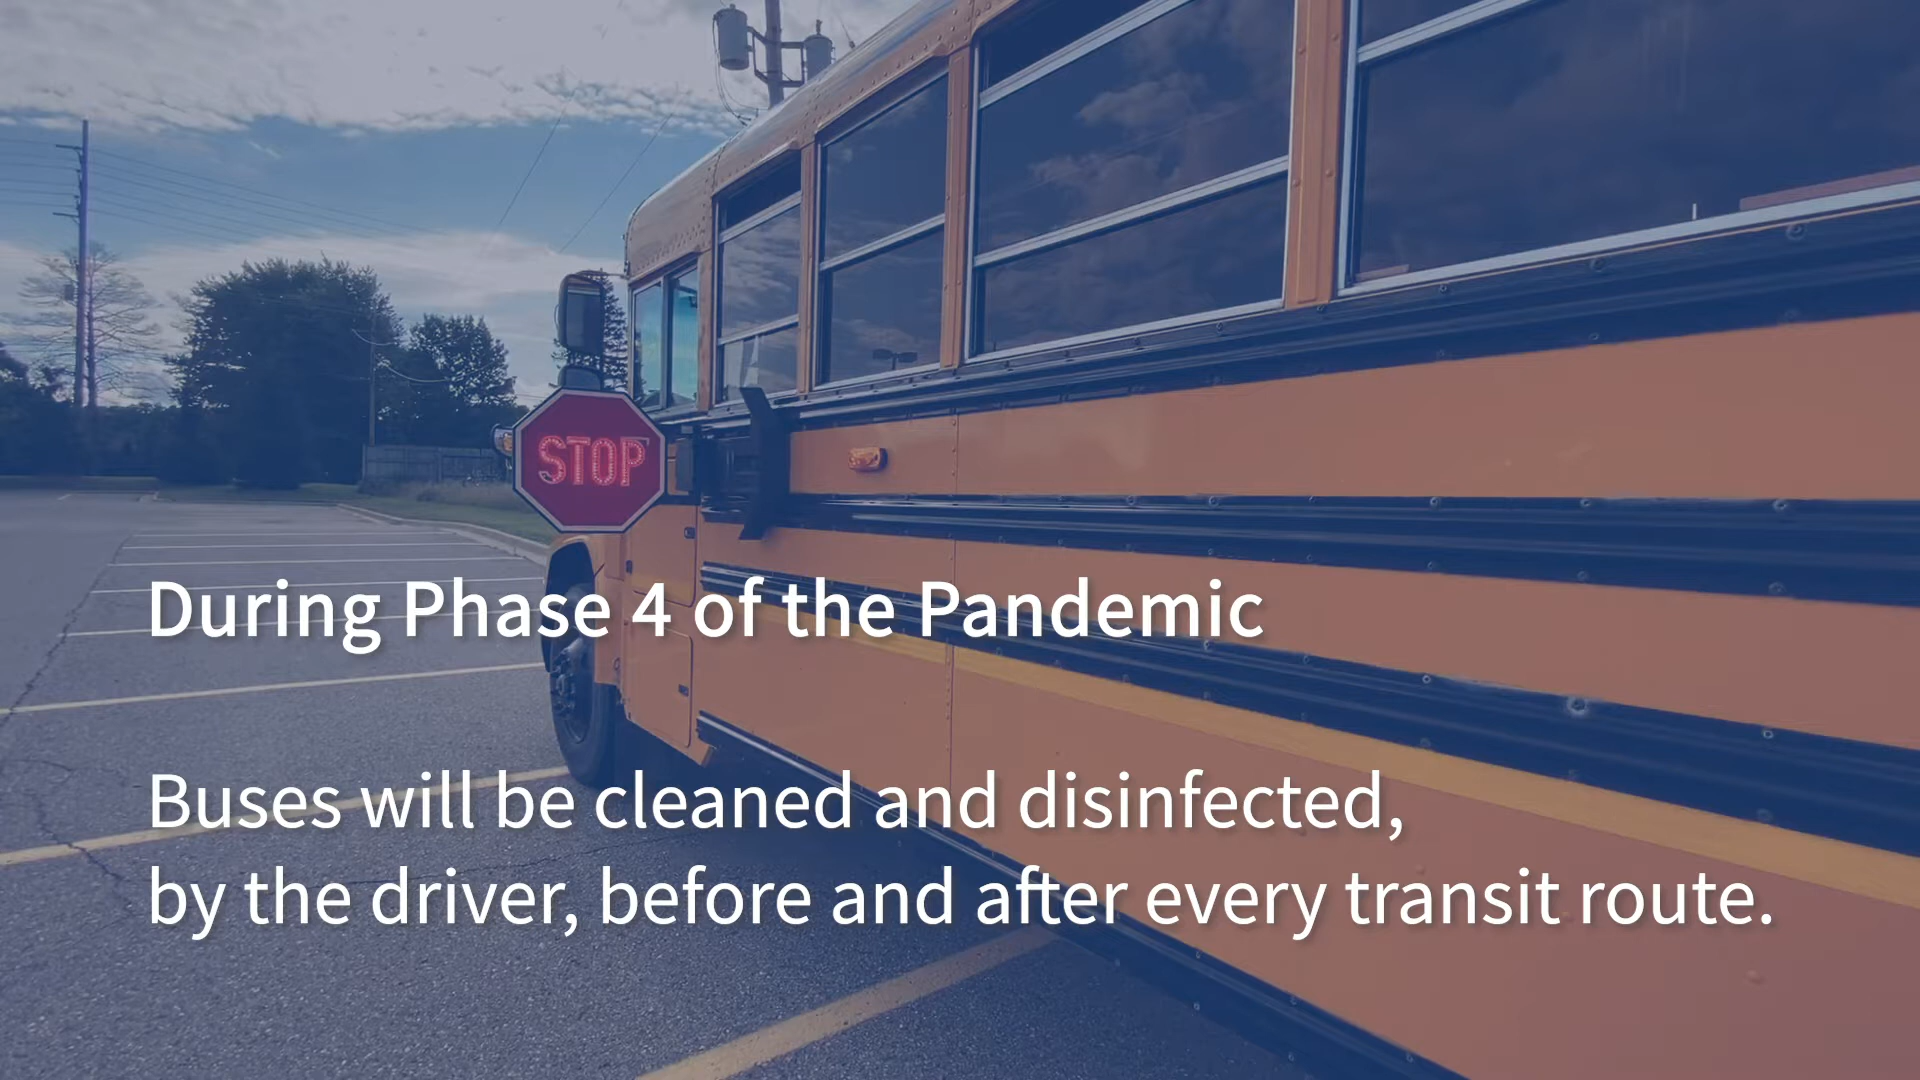 STOP
During Phase 4 of the Pandemic
Buses will be cleaned and disinfected,
by the driver, before and after every transit route.